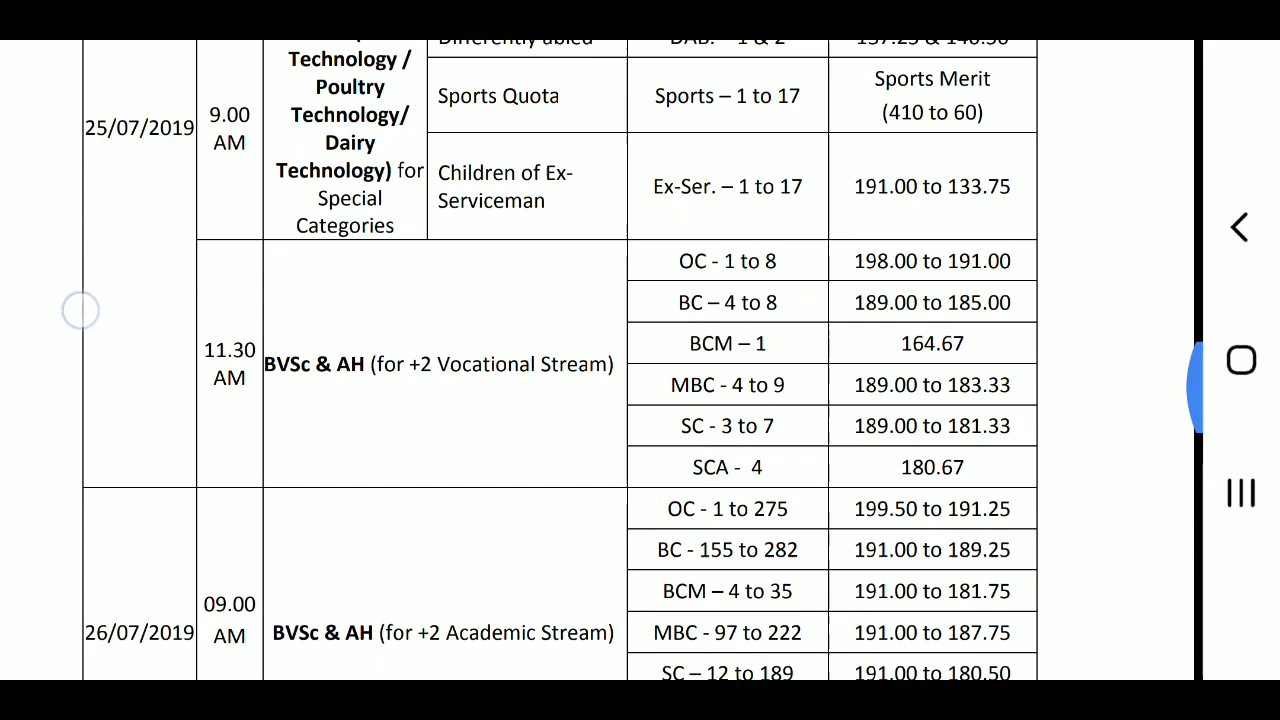 Differently abled
Technology /
Poultry
Technology/
Dairy
Technology) for
Special
Categories
25/07/2019
9.00
AM
Sports Quota
Sports – 1 to 17
Sports Merit
(410 to 60)
Children of Ex-
Serviceman
Ex-Ser. – 1 to 17
191.00 to 133.75
11.30
AM
BVSc & AH (for +2 Vocational Stream)
OC - 1 to 8
198.00 to 191.00
BC – 4 to 8
189.00 to 185.00
BCM – 1
164.67
MBC - 4 to 9
189.00 to 183.33
SC - 3 to 7
189.00 to 181.33
SCA - 4
180.67
26/07/2019
09.00
AM
BVSc & AH (for +2 Academic Stream)
OC - 1 to 275
199.50 to 191.25
BC - 155 to 282
191.00 to 189.25
BCM – 4 to 35
191.00 to 181.75
MBC - 97 to 222
191.00 to 187.75
SC – 12 to 189
191.00 to 180.50